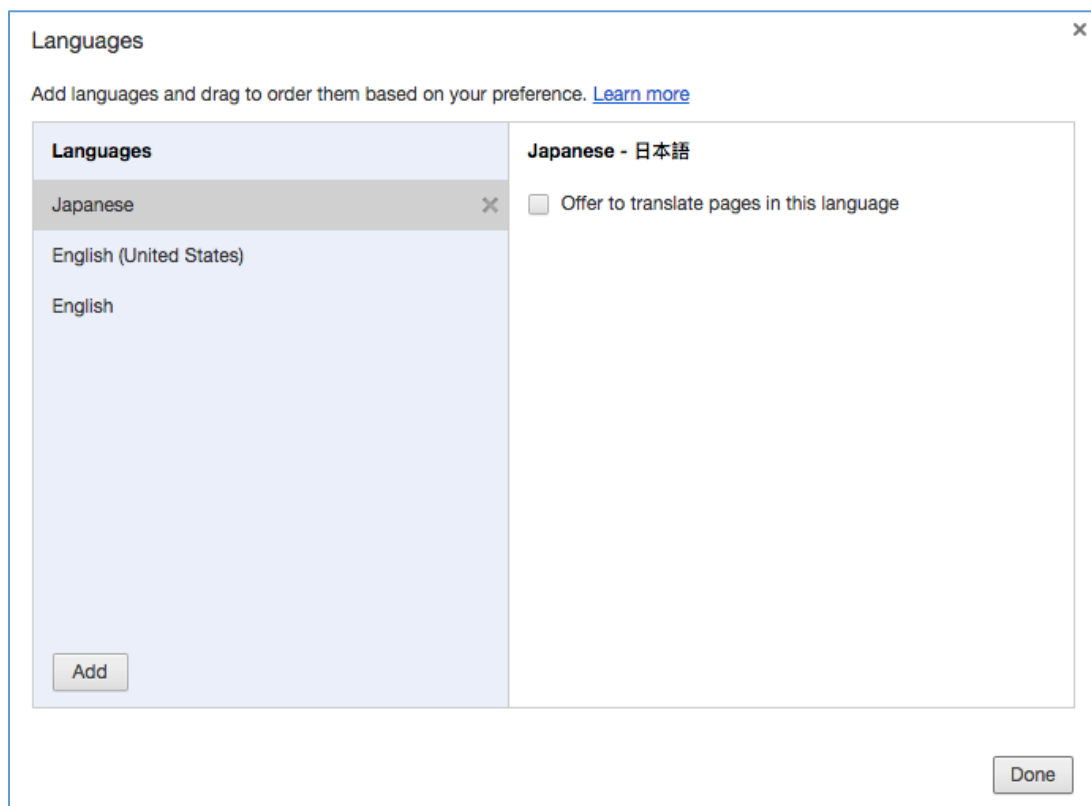 Languages
Add languages and drag to order them based on your preference. Learn more
Languages
Japanese
English (United States)
English
Add
Japanese - 日本語
Offer to translate pages in this language
Done